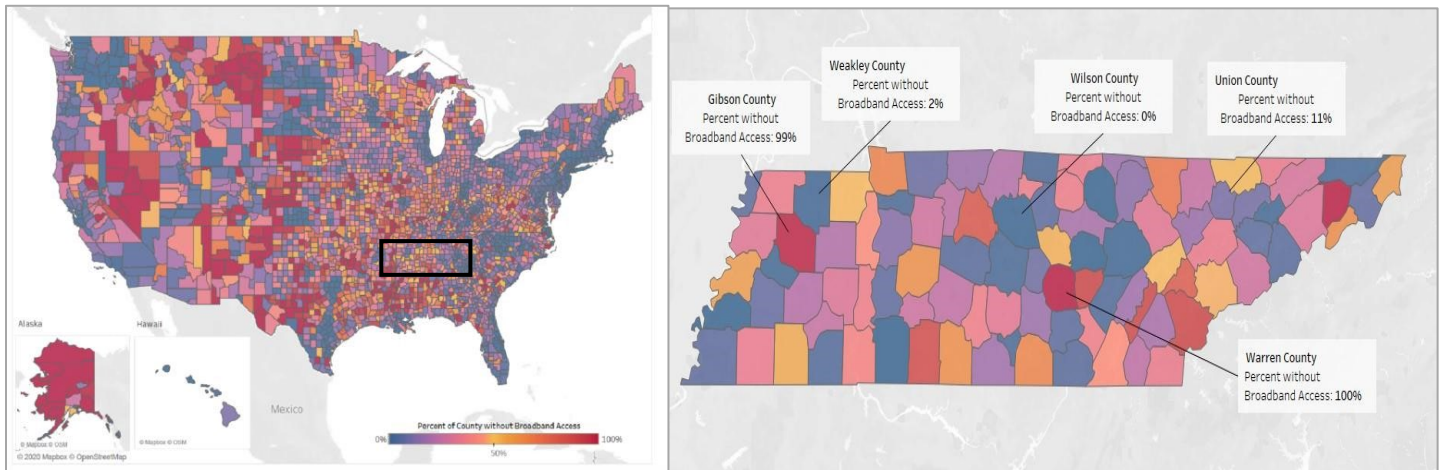 Alaska
Hawaii
Mexico
Percent of County without Broadband Access
0%
50%
100%
© Mapbox © OSM
© Mapbox © OSM
© 2020 Mapbox © OpenStreetMap
Gibson County
Percent without
Broadband Access: 99%
Weakley County
Percent without
Broadband Access: 2%
Wilson County
Percent without
Broadband Access: 0%
Union County
Percent without
Broadband Access: 11%
Warren County
Percent without
Broadband Access: 100%